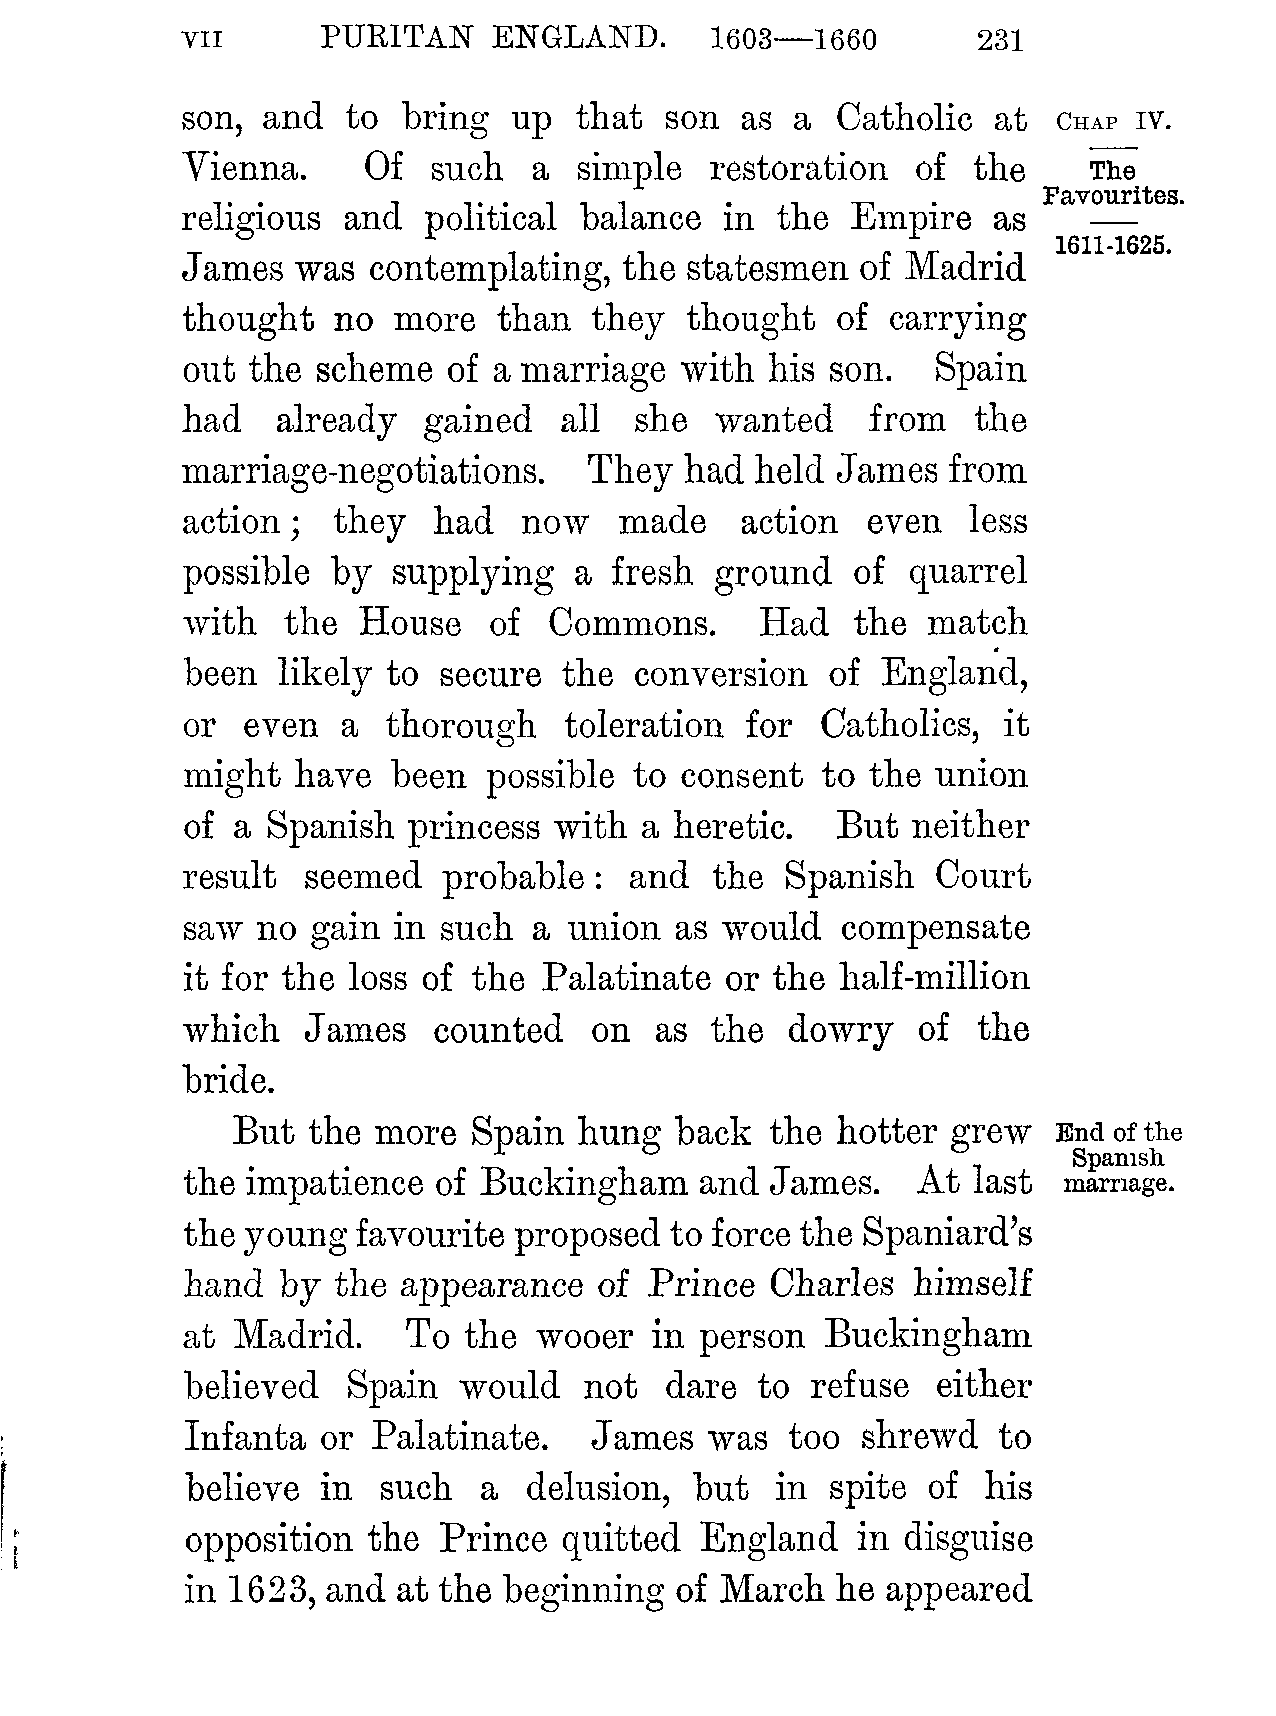 VII PURITAN ENGLAND. 1603—1660 231
son, and to bring up that son as a Catholic at
Vienna. Of such a simple restoration of the
religious and political balance in the Empire as
James was contemplating, the statesmen of Madrid
thought no more than they thought of carrying
out the scheme of a marriage with his son. Spain
had already gained all she wanted from the
marriage-negotiations. They had held James from
action; they had now made action even less
possible by supplying a fresh ground of quarrel
with the House of Commons. Had the match
been likely to secure the conversion of England,
or even a thorough toleration for Catholics, it
might have been possible to consent to the union
of a Spanish princess with a heretic. But neither
result seemed probable: and the Spanish Court
saw no gain in such a union as would compensate
it for the loss of the Palatinate or the half-million
which James counted on as the dowry of the
bride.
But the more Spain hung back the hotter grew
the impatience of Buckingham and James. At last
the young favourite proposed to force the Spaniard's
hand by the appearance of Prince Charles himself
at Madrid. To the wooer in person Buckingham
believed Spain would not dare to refuse either
Infanta or Palatinate. James was too shrewd to
believe in such a delusion, but in spite of his
opposition the Prince quitted England in disguise
in 1623, and at the beginning of March he appeared
CHAP IV.
The
Favourites.
1611-1625.
End of the
Spanish
marriage.